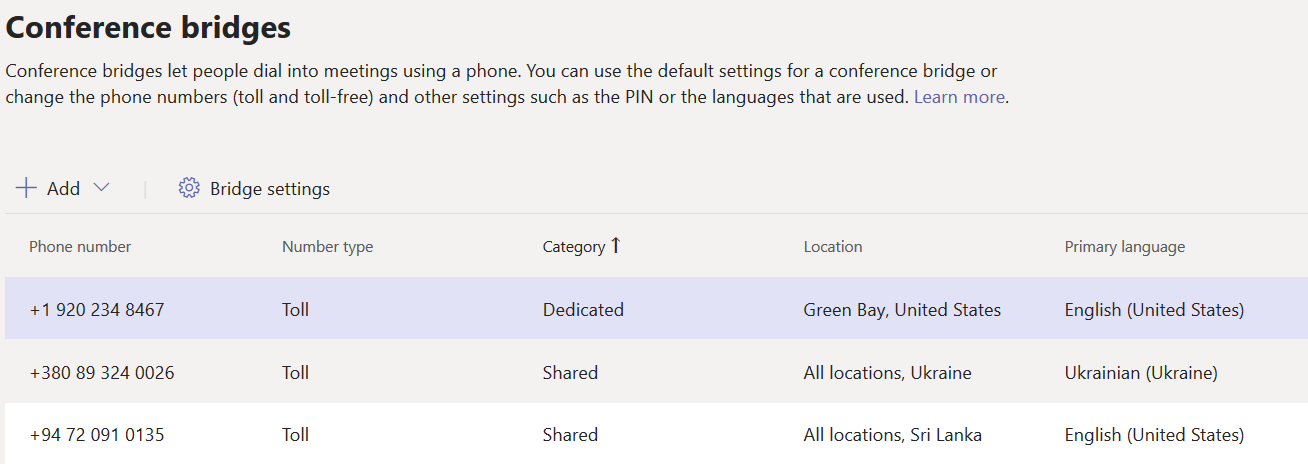 Conference bridges
Conference bridges let people dial into meetings using a phone. You can use the default settings for a conference bridge or
change the phone numbers (toll and toll-free) and other settings such as the PIN or the languages that are used. Learn more.
Add Bridge settings
Phone number Number type Category Location Primary language
+1 920 234 8467 Toll Dedicated Green Bay, United States English (United States)
+380 89 324 0026 Toll Shared All locations, Ukraine Ukrainian (Ukraine)
+94 72 091 0135 Toll Shared All locations, Sri Lanka English (United States)